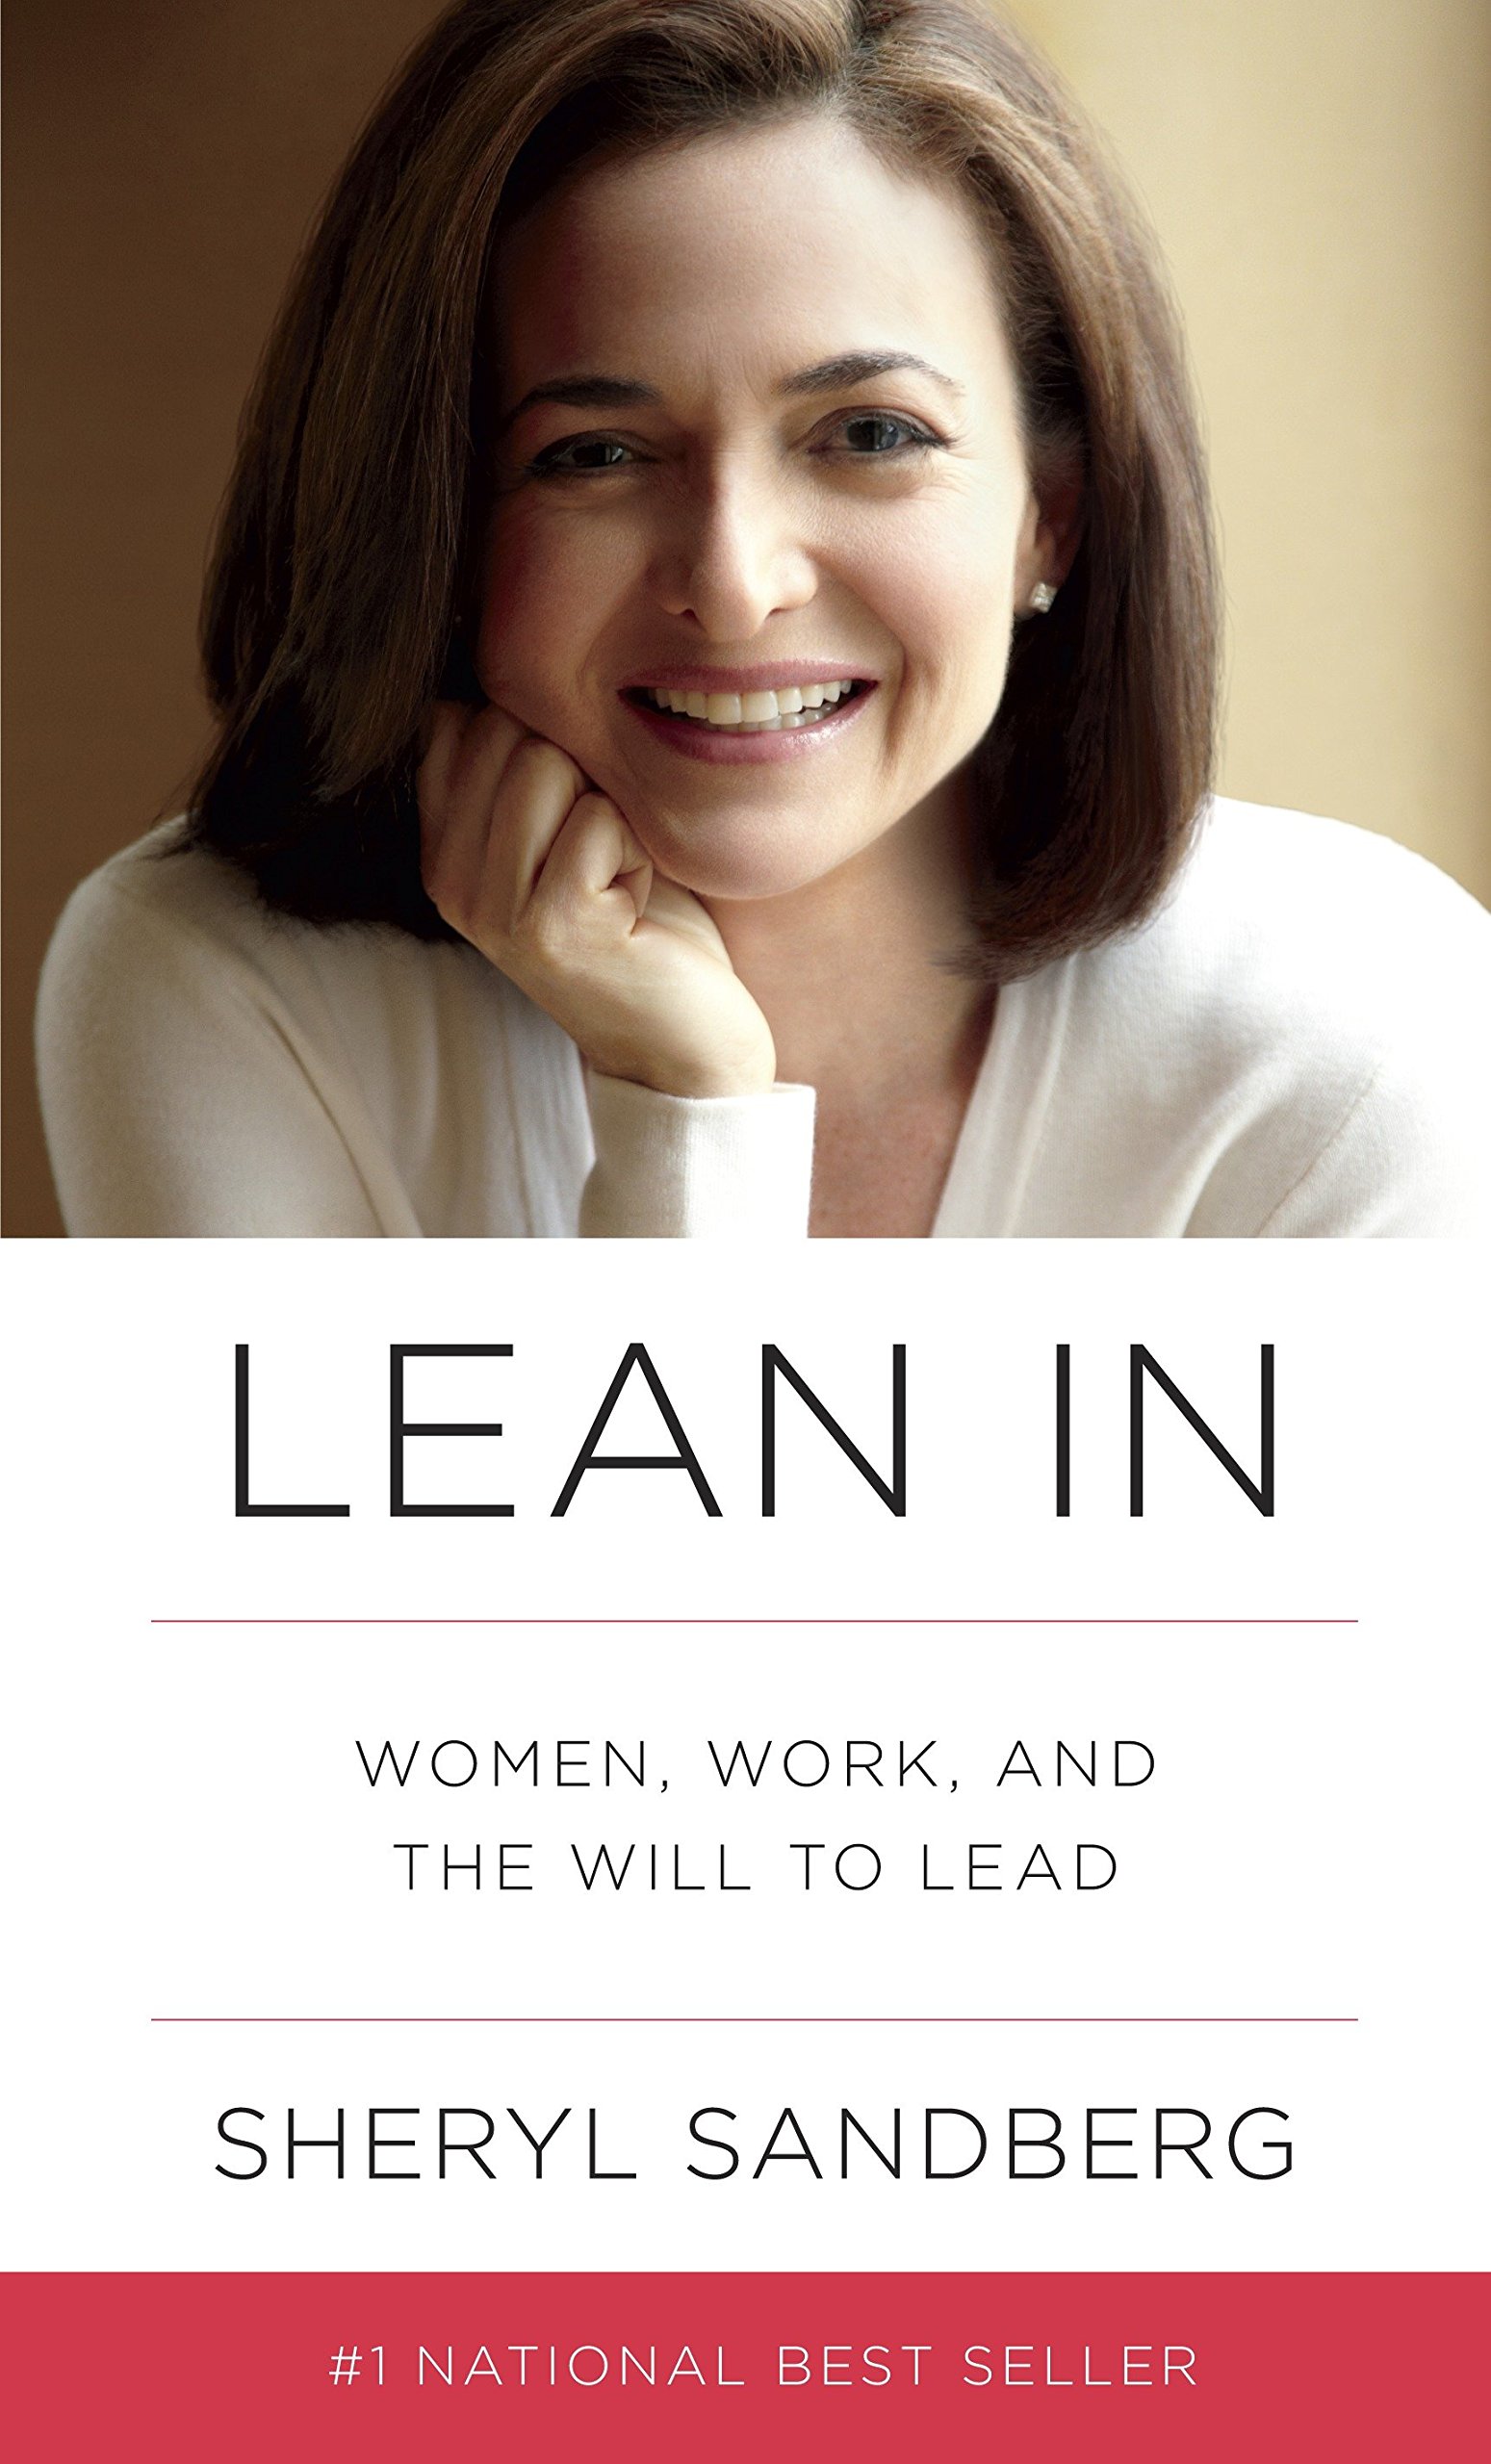 LEAN IN
WOMEN, WORK, AND
THE WILL TO LEAD
SHERYL SANDBERG
#1 NATIONAL BEST SELLER